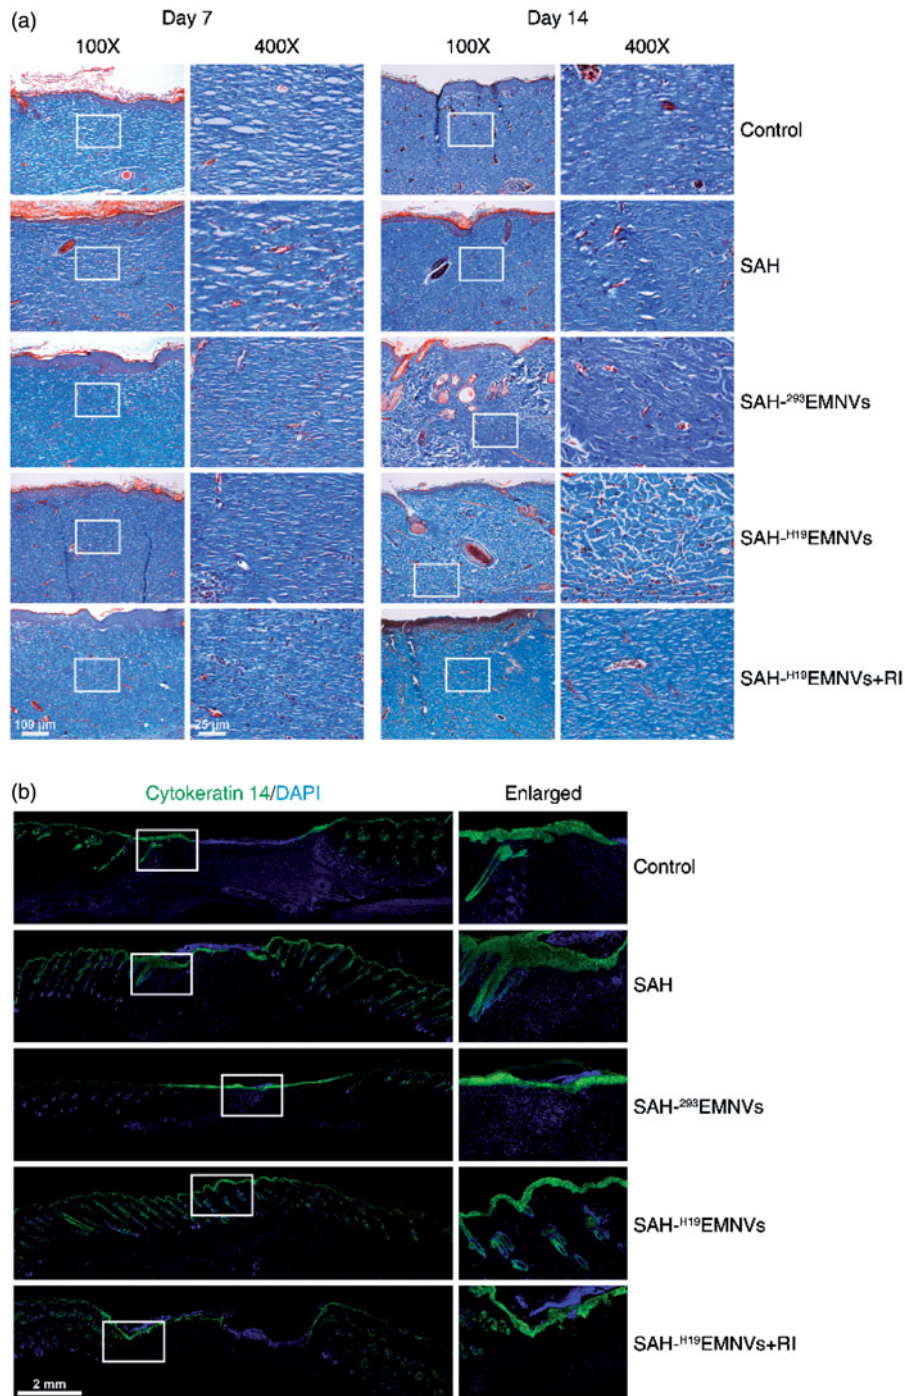 (a)
Day 7 Day 14
100X 400X 100X 400X
Control
SAH
SAH-²⁹³EMNVs
SAH-ᴴ¹⁹EMNVs
SAH-ᴴ¹⁹EMNVs+RI
100 μm 25 μm
(b)
Cytokeratin 14/DAPI Enlarged
Control
SAH
SAH-²⁹³EMNVs
SAH-ᴴ¹⁹EMNVs
SAH-ᴴ¹⁹EMNVs+RI
2 mm